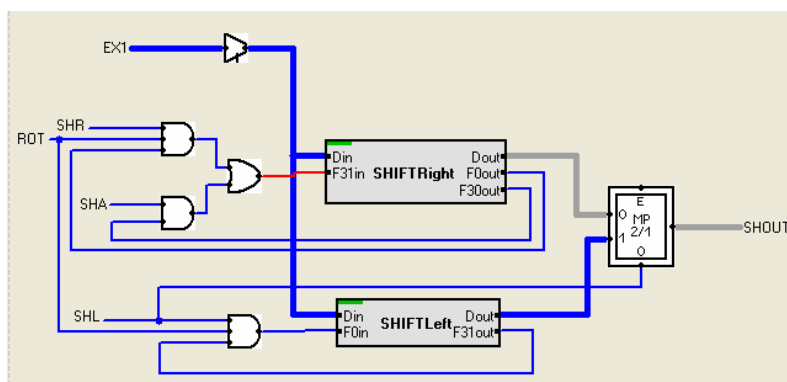 EX1
SHR
ROT
SHA
Din
F31in
SHIFTRight
Dout
F0out
F30out
E
0
MP
2/1
1
0
SHOUT
SHL
Din
F0in
SHIFTLeft
Dout
F31out